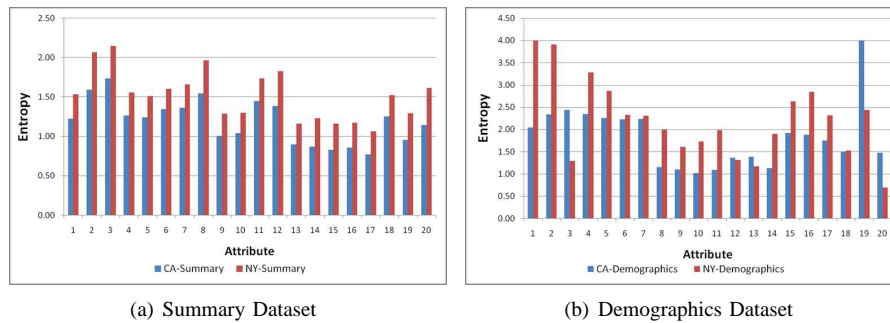 2.50
2.00
1.50
1.00
0.50
0.00
Entropy
1 2 3 4 5 6 7 8 9 10 11 12 13 14 15 16 17 18 19 20
Attribute
CA-Summary NY-Summary
(a) Summary Dataset
4.50
4.00
3.50
3.00
2.50
2.00
1.50
1.00
0.50
0.00
Entropy
1 2 3 4 5 6 7 8 9 10 11 12 13 14 15 16 17 18 19 20
Attribute
CA-Demographics NY-Demographics
(b) Demographics Dataset